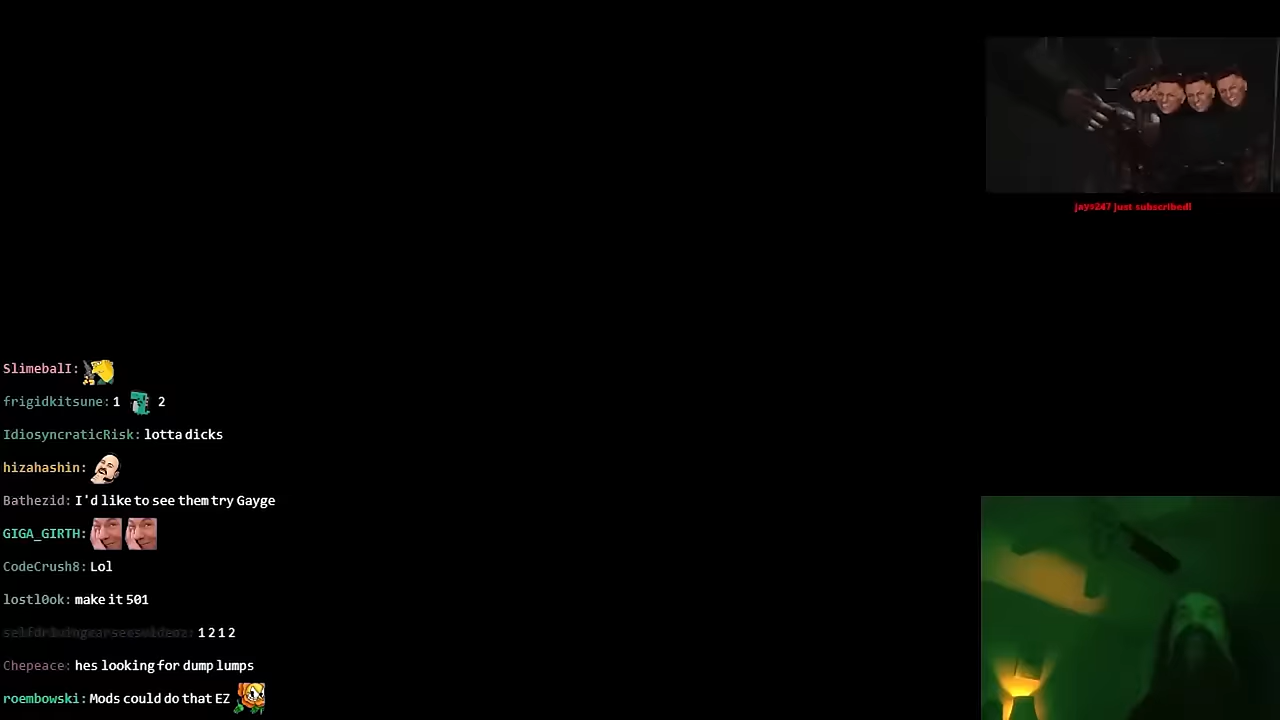 jays247 just subscribed!
SlimebalI:
frigidkitsune: 1 2
IdiosyncraticRisk: lotta dicks
hizahashin:
Bathezid: I'd like to see them try Gayge
GIGA_GIRTH:
CodeCrush8: Lol
lostl0ok: make it 501
1 2 1 2
Chepeace: hes looking for dump lumps
roembowski: Mods could do that EZ